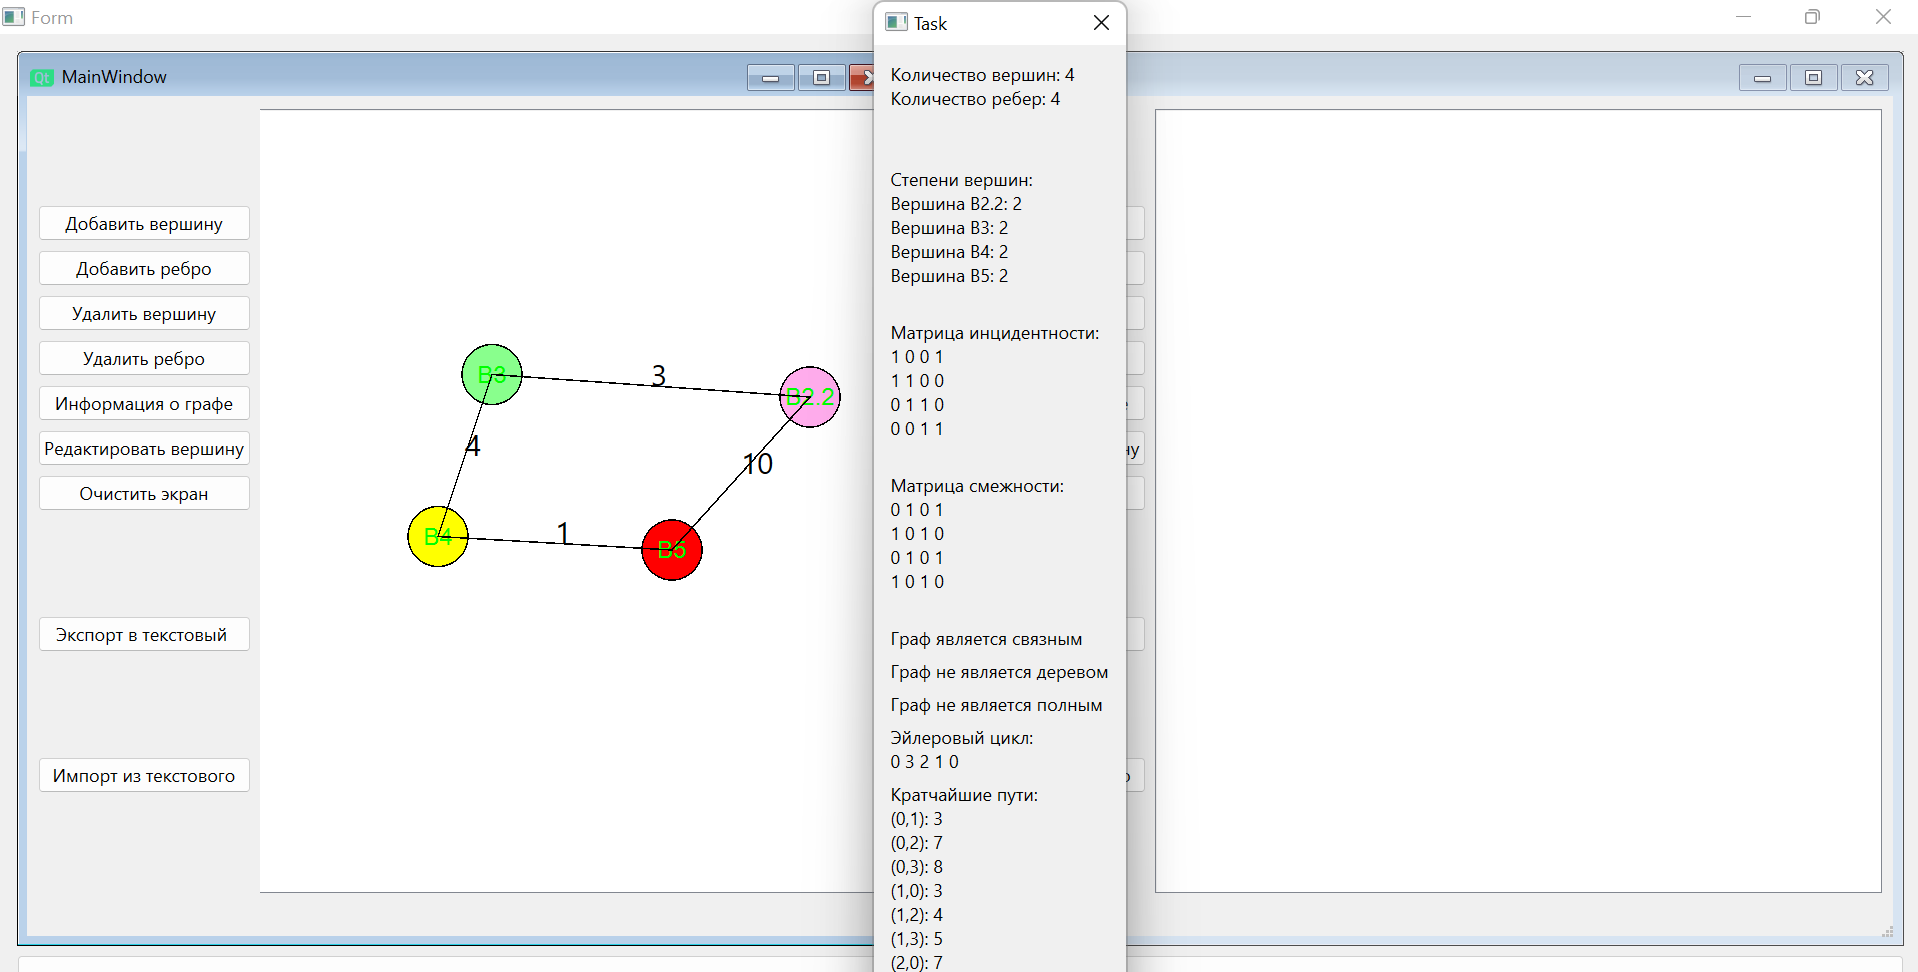 Form
MainWindow
Добавить вершину
Добавить ребро
Удалить вершину
Удалить ребро
Информация о графе
Редактировать вершину
Очистить экран
Экспорт в текстовый
Импорт из текстового
B3
3
B2.2
4
10
B4
1
B5
Task
Количество вершин: 4
Количество ребер: 4
Степени вершин:
Вершина B2.2: 2
Вершина B3: 2
Вершина B4: 2
Вершина B5: 2
Матрица инцидентности:
1 0 0 1
1 1 0 0
0 1 1 0
0 0 1 1
Матрица смежности:
0 1 0 1
1 0 1 0
0 1 0 1
1 0 1 0
Граф является связным
Граф не является деревом
Граф не является полным
Эйлеровый цикл:
0 3 2 1 0
Кратчайшие пути:
(0,1): 3
(0,2): 7
(0,3): 8
(1,0): 3
(1,2): 4
(1,3): 5
(2,0): 7